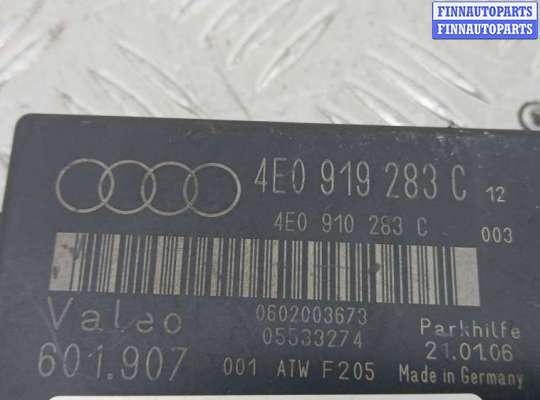 FINNAUTOPARTS
FINNAUTOPARTS
4E0 919 283 C 12
4E0 910 283 C 003
Valeo 0602003673 Parkhilfe
05533274 21.01.06
601.907 001 ATW F205 Made in Germany